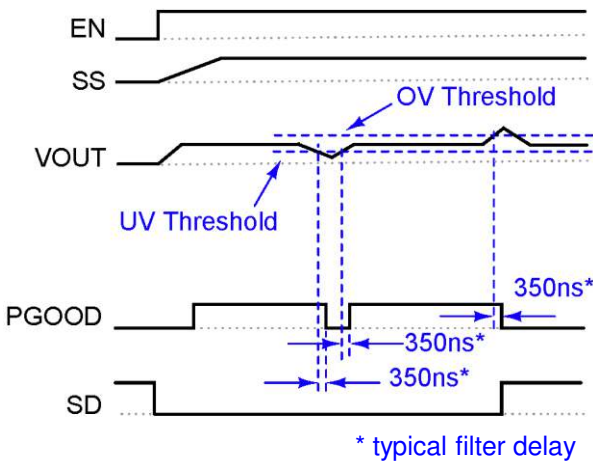 EN
SS
OV Threshold
VOUT
UV Threshold
350ns*
PGOOD
350ns*
350ns*
SD
* typical filter delay